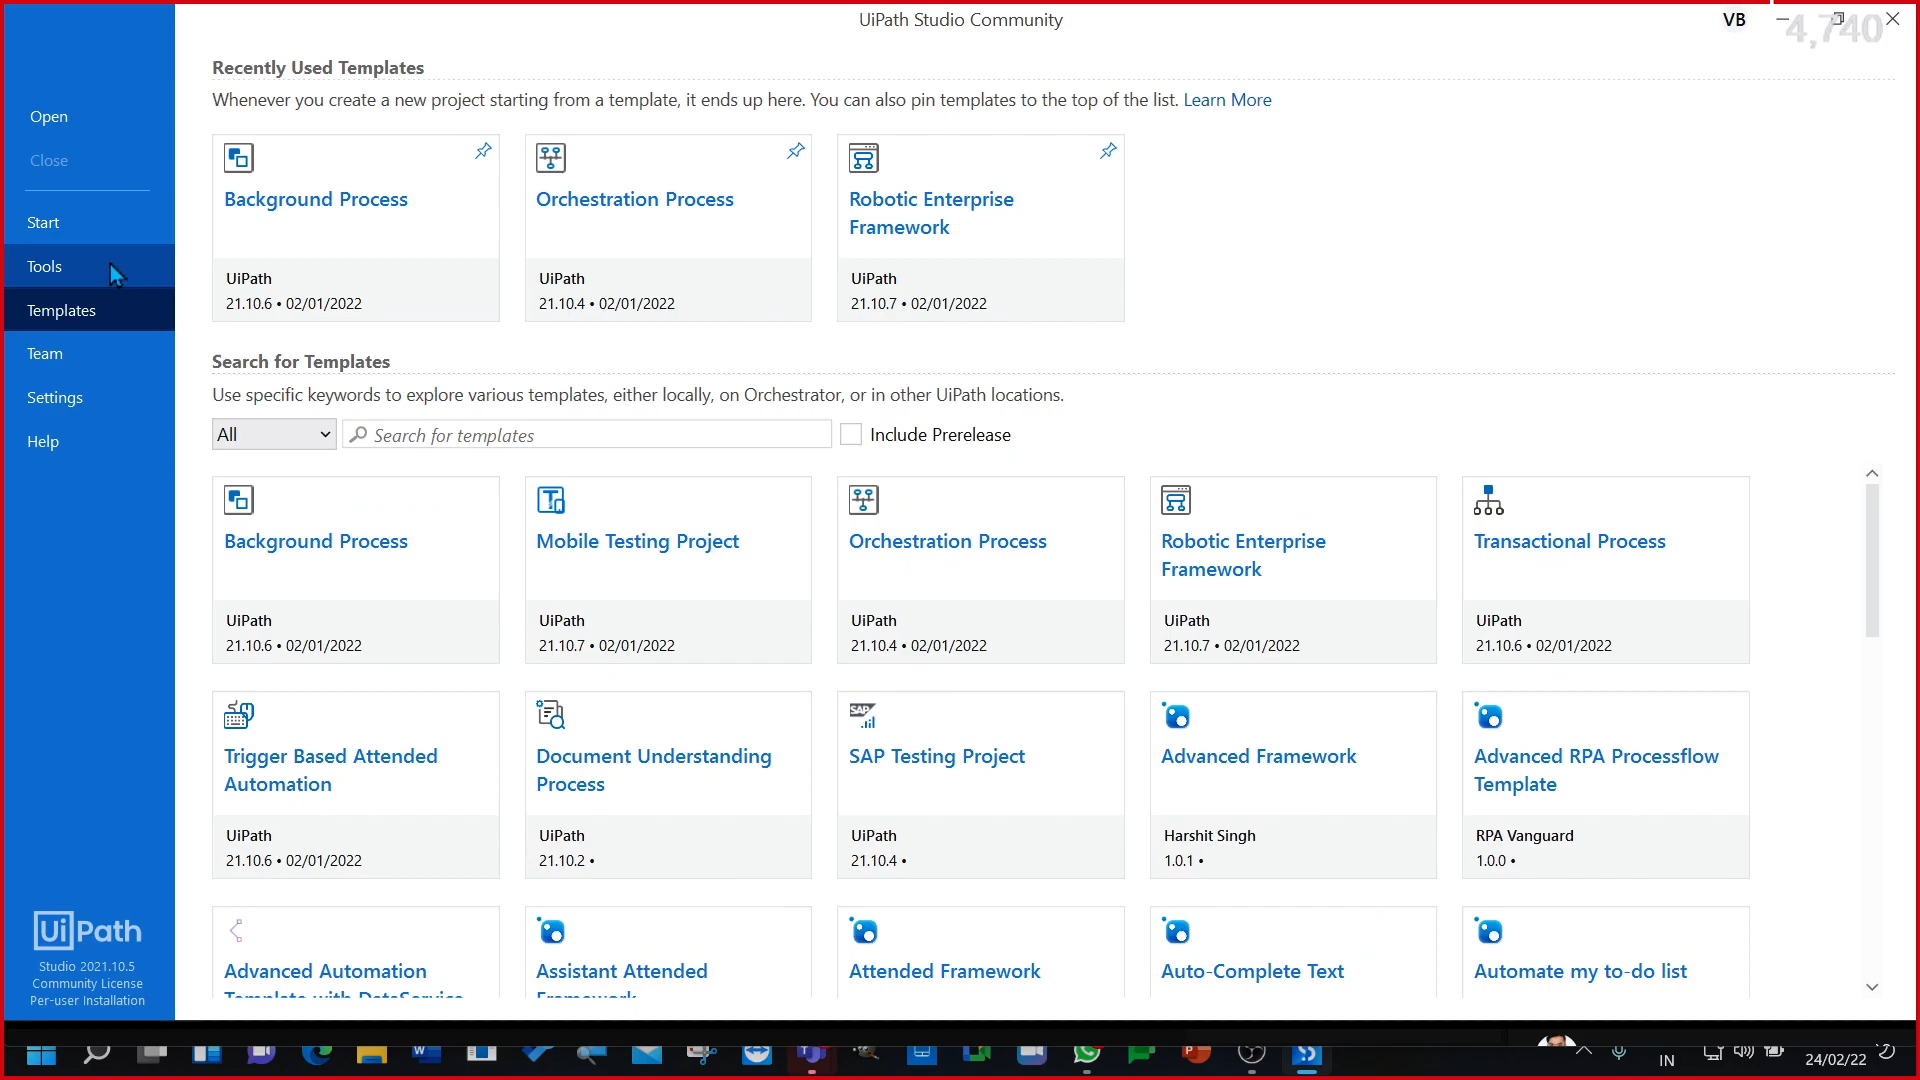 UiPath Studio Community
VB
4,740
Open
Close
Start
Tools
Templates
Team
Settings
Help
UiPath
Studio 2021.10.5
Community License
Per-user Installation
Recently Used Templates
Whenever you create a new project starting from a template, it ends up here. You can also pin templates to the top of the list. Learn More
Background Process
UiPath
21.10.6 • 02/01/2022
Orchestration Process
UiPath
21.10.4 • 02/01/2022
Robotic Enterprise
Framework
UiPath
21.10.7 • 02/01/2022
Search for Templates
Use specific keywords to explore various templates, either locally, on Orchestrator, or in other UiPath locations.
All
Search for templates
Include Prerelease
Background Process
UiPath
21.10.6 • 02/01/2022
Mobile Testing Project
UiPath
21.10.7 • 02/01/2022
Orchestration Process
UiPath
21.10.4 • 02/01/2022
Robotic Enterprise
Framework
UiPath
21.10.7 • 02/01/2022
Transactional Process
UiPath
21.10.6 • 02/01/2022
Trigger Based Attended
Automation
UiPath
21.10.6 • 02/01/2022
Document Understanding
Process
UiPath
21.10.2 •
SAP
SAP Testing Project
UiPath
21.10.4 •
Advanced Framework
Harshit Singh
1.0.1 •
Advanced RPA Processflow
Template
RPA Vanguard
1.0.0 •
Advanced Automation
Template with DataService
Assistant Attended
Framework
Attended Framework
Auto-Complete Text
Automate my to-do list
IN
24/02/22